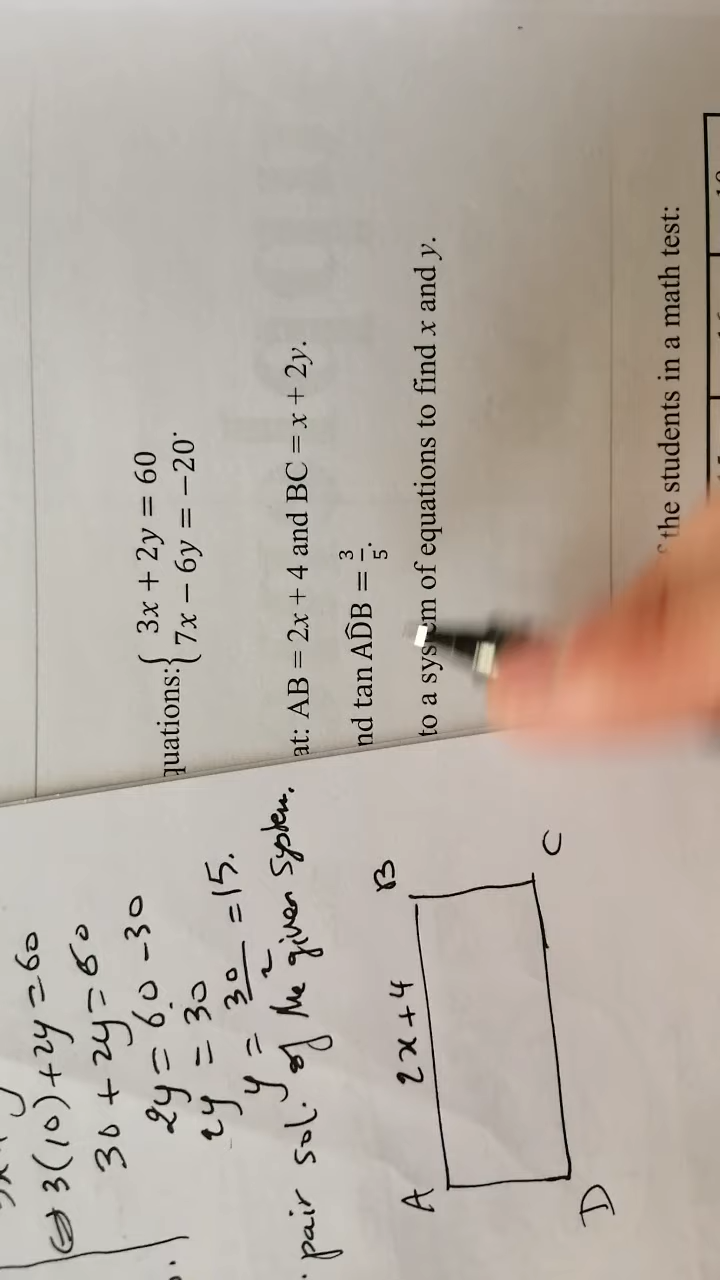 quations: { 3x + 2y = 60
7x − 6y = −20 .
at: AB = 2x + 4 and BC = x + 2y.
nd tan AD̂B = 3/5.
to a system of equations to find x and y.
the students in a math test:
3(10) + 2y = 60
30 + 2y = 60
2y = 60 - 30
2y = 30
y = 30/2 = 15.
pair sol. of the given system.
A 2x+4 B
D C